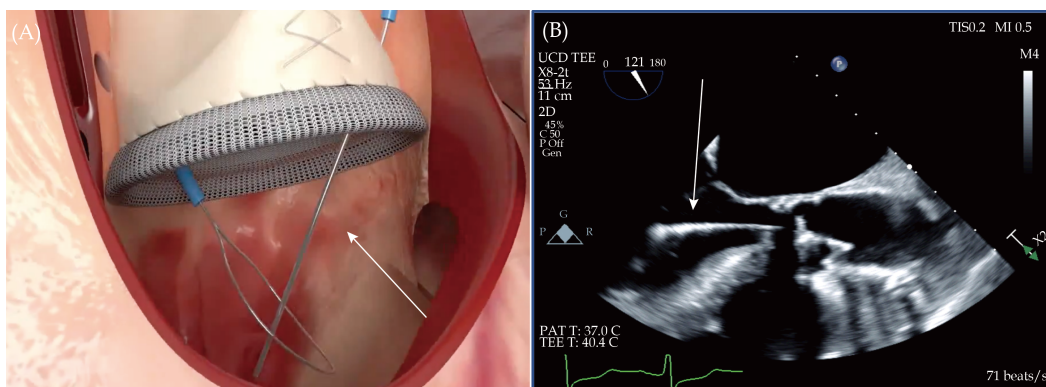 (A)
(B)
TIS0.2 MI 0.5
M4
UCD TEE
X8-2t
53 Hz
11 cm
2D
45%
C 50
P Off
Gen
0 121 180
P
G
P R
PAT T: 37.0 C
TEE T: 40.4 C
71 beats/s